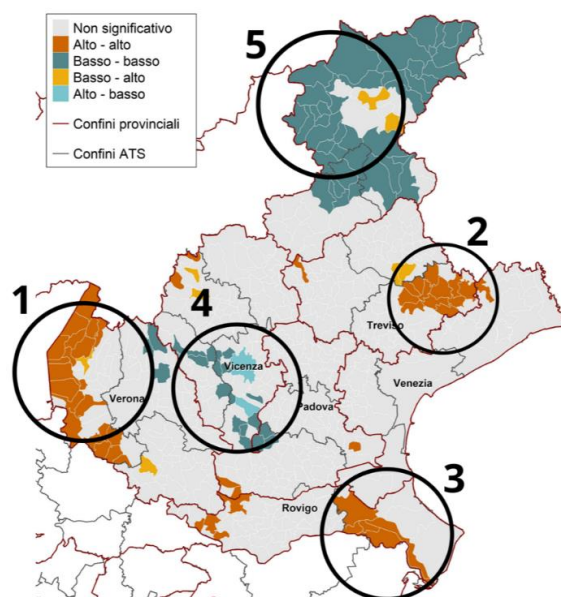 Non significativo
Alto - alto
Basso - basso
Basso - alto
Alto - basso
Confini provinciali
Confini ATS
5
2
1
4
Treviso
Vicenza
Verona
Venezia
Padova
3
Rovigo